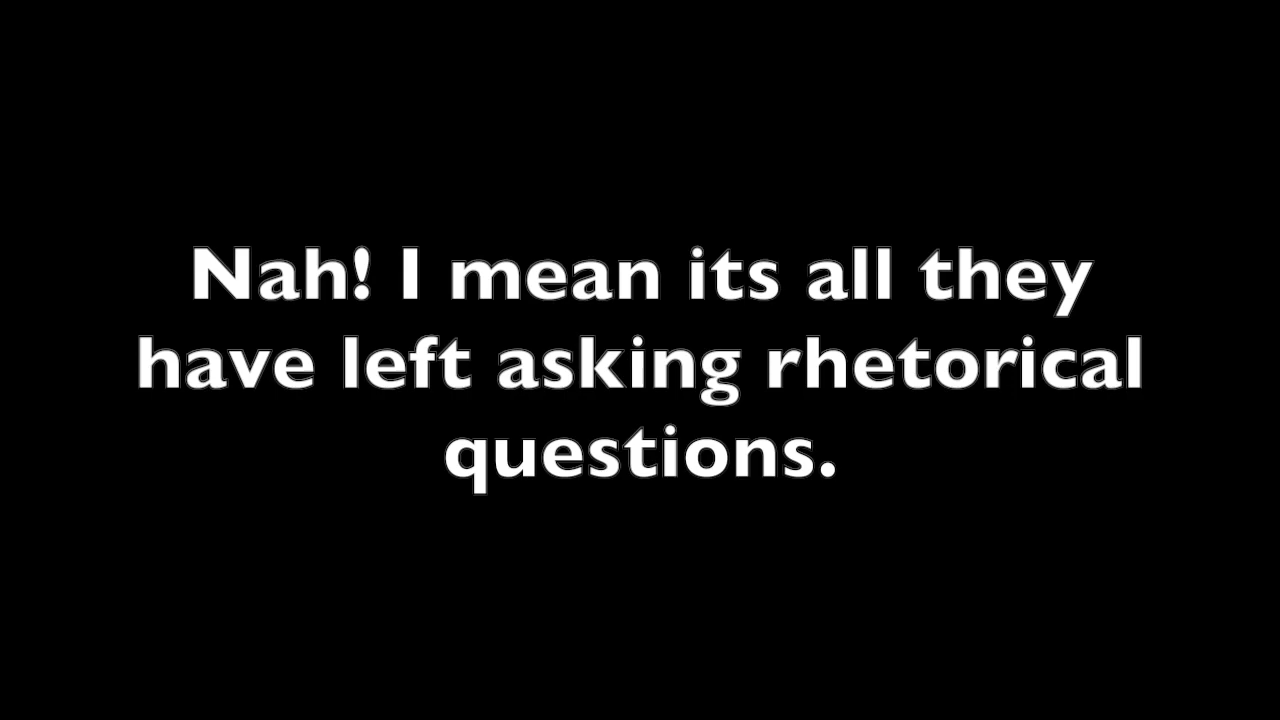 Nah! I mean its all they
have left asking rhetorical
questions.